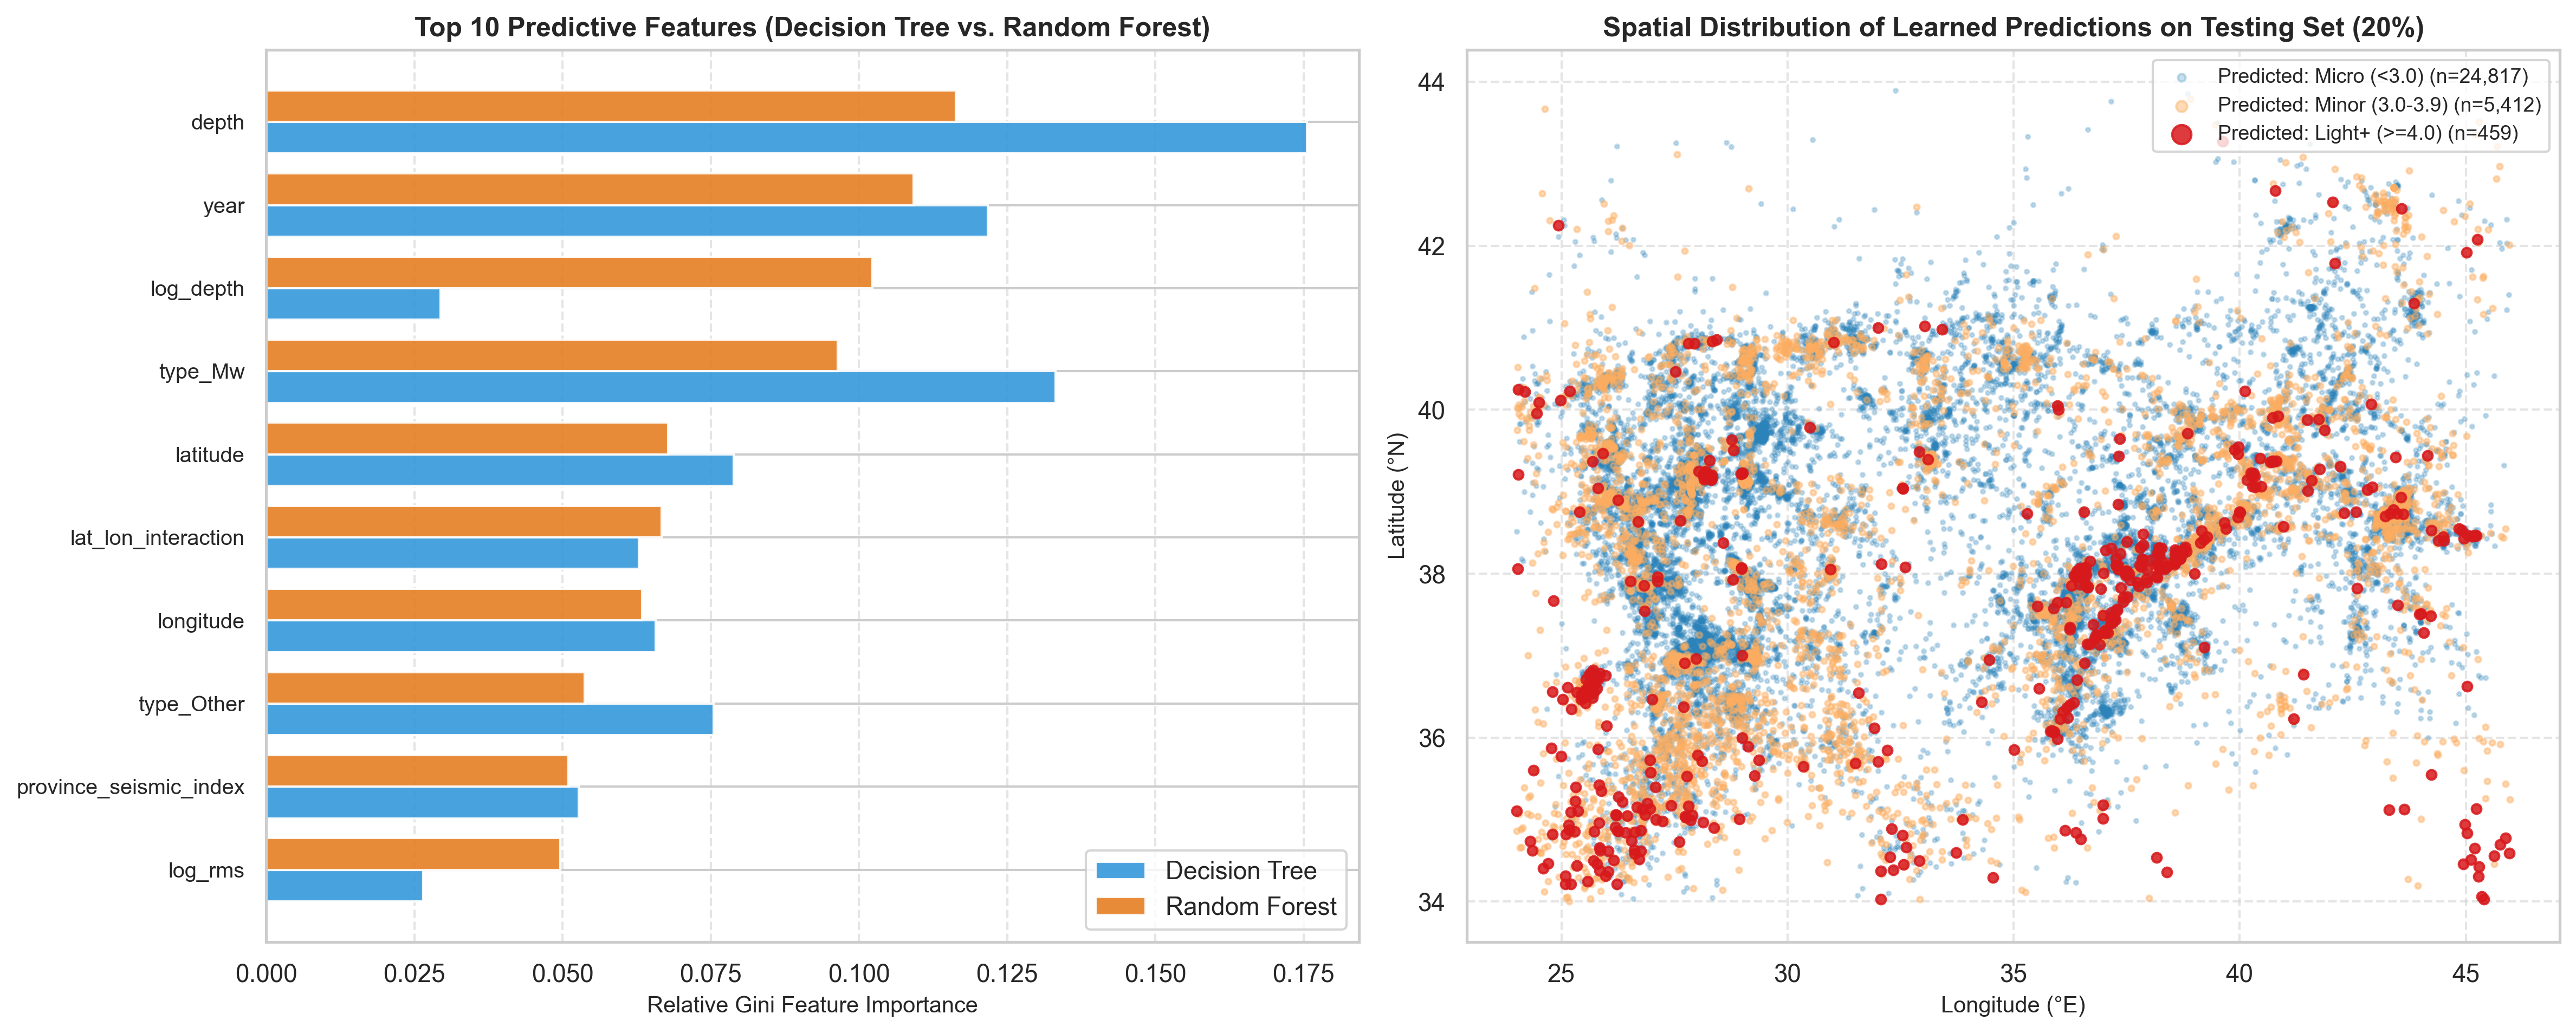 Top 10 Predictive Features (Decision Tree vs. Random Forest)
depth
year
log_depth
type_Mw
latitude
lat_lon_interaction
longitude
type_Other
province_seismic_index
log_rms
Decision Tree
Random Forest
0.000 0.025 0.050 0.075 0.100 0.125 0.150 0.175
Relative Gini Feature Importance
Spatial Distribution of Learned Predictions on Testing Set (20%)
Predicted: Micro (<3.0) (n=24,817)
Predicted: Minor (3.0-3.9) (n=5,412)
Predicted: Light+ (>=4.0) (n=459)
Latitude (°N)
44
42
40
38
36
34
25 30 35 40 45
Longitude (°E)